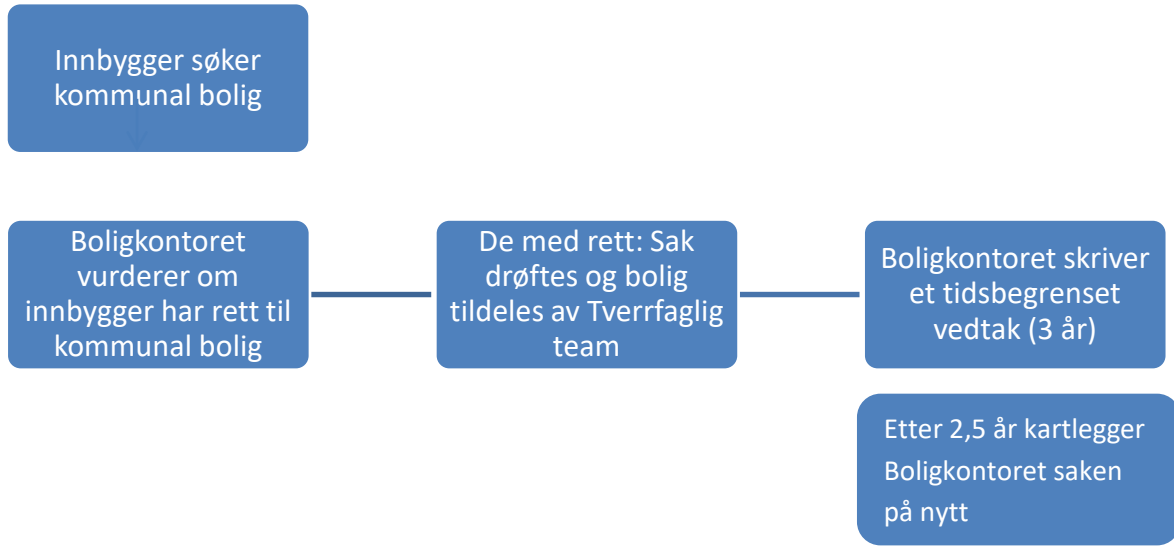 Innbygger søker
kommunal bolig
Boligkontoret
vurderer om
innbygger har rett til
kommunal bolig
De med rett: Sak
drøftes og bolig
tildeles av Tverrfaglig
team
Boligkontoret skriver
et tidsbegrenset
vedtak (3 år)
Etter 2,5 år kartlegger
Boligkontoret saken
på nytt